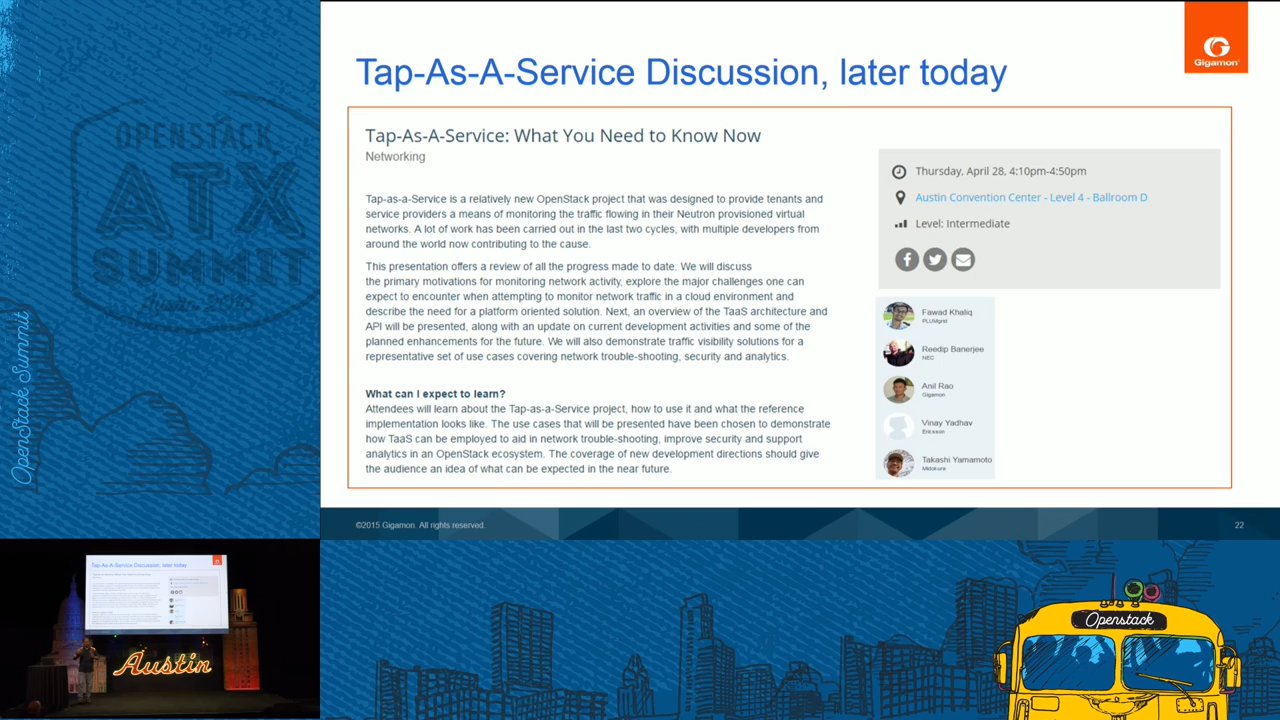 Tap-As-A-Service Discussion, later today
Gigamon
Tap-As-A-Service: What You Need to Know Now
Networking
Tap-as-a-Service is a relatively new OpenStack project that was designed to provide tenants and
service providers a means of monitoring the traffic flowing in their Neutron provisioned virtual
networks. A lot of work has been carried out in the last two cycles, with multiple developers from
around the world now contributing to the cause.
This presentation offers a review of all the progress made to date. We will discuss
the primary motivations for monitoring network activity, explore the major challenges one can
expect to encounter when attempting to monitor network traffic in a cloud environment and
describe the need for a platform oriented solution. Next, an overview of the TaaS architecture and
API will be presented, along with an update on current development activities and some of the
planned enhancements for the future. We will also demonstrate traffic visibility solutions for a
representative set of use cases covering network trouble-shooting, security and analytics.
What can I expect to learn?
Attendees will learn about the Tap-as-a-Service project, how to use it and what the reference
implementation looks like. The use cases that will be presented have been chosen to demonstrate
how TaaS can be employed to aid in network trouble-shooting, improve security and support
analytics in an OpenStack ecosystem. The coverage of new development directions should give
the audience an idea of what can be expected in the near future.
Thursday, April 28, 4:10pm-4:50pm
Austin Convention Center - Level 4 - Ballroom D
Level: Intermediate
Fawad Khaliq
PLUMgrid
Reedip Banerjee
NEC
Anil Rao
Gigamon
Vinay Yadhav
Ericsson
Takashi Yamamoto
Midokura
©2015 Gigamon. All rights reserved.
22
OPENSTACK
ATX
SUMMIT
OpenStack Summit
Tap-As-A-Service Discussion, later today
Austin
Openstack